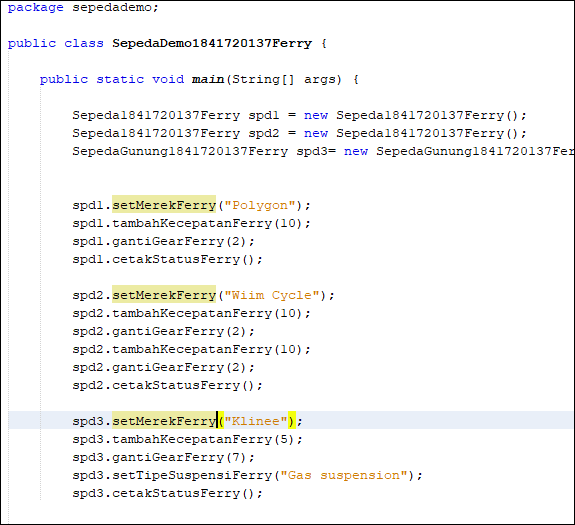 package sepedademo;
public class SepedaDemo1841720137Ferry {
public static void main(String[] args) {
Sepeda1841720137Ferry spd1 = new Sepeda1841720137Ferry();
Sepeda1841720137Ferry spd2 = new Sepeda1841720137Ferry();
SepedaGunung1841720137Ferry spd3= new SepedaGunung1841720137Fer
spd1.setMerekFerry("Polygon");
spd1.tambahKecepatanFerry(10);
spd1.gantiGearFerry(2);
spd1.cetakStatusFerry();
spd2.setMerekFerry("Wiim Cycle");
spd2.tambahKecepatanFerry(10);
spd2.gantiGearFerry(2);
spd2.tambahKecepatanFerry(10);
spd2.gantiGearFerry(2);
spd2.cetakStatusFerry();
spd3.setMerekFerry("Klinee");
spd3.tambahKecepatanFerry(5);
spd3.gantiGearFerry(7);
spd3.setTipeSuspensiFerry("Gas suspension");
spd3.cetakStatusFerry();